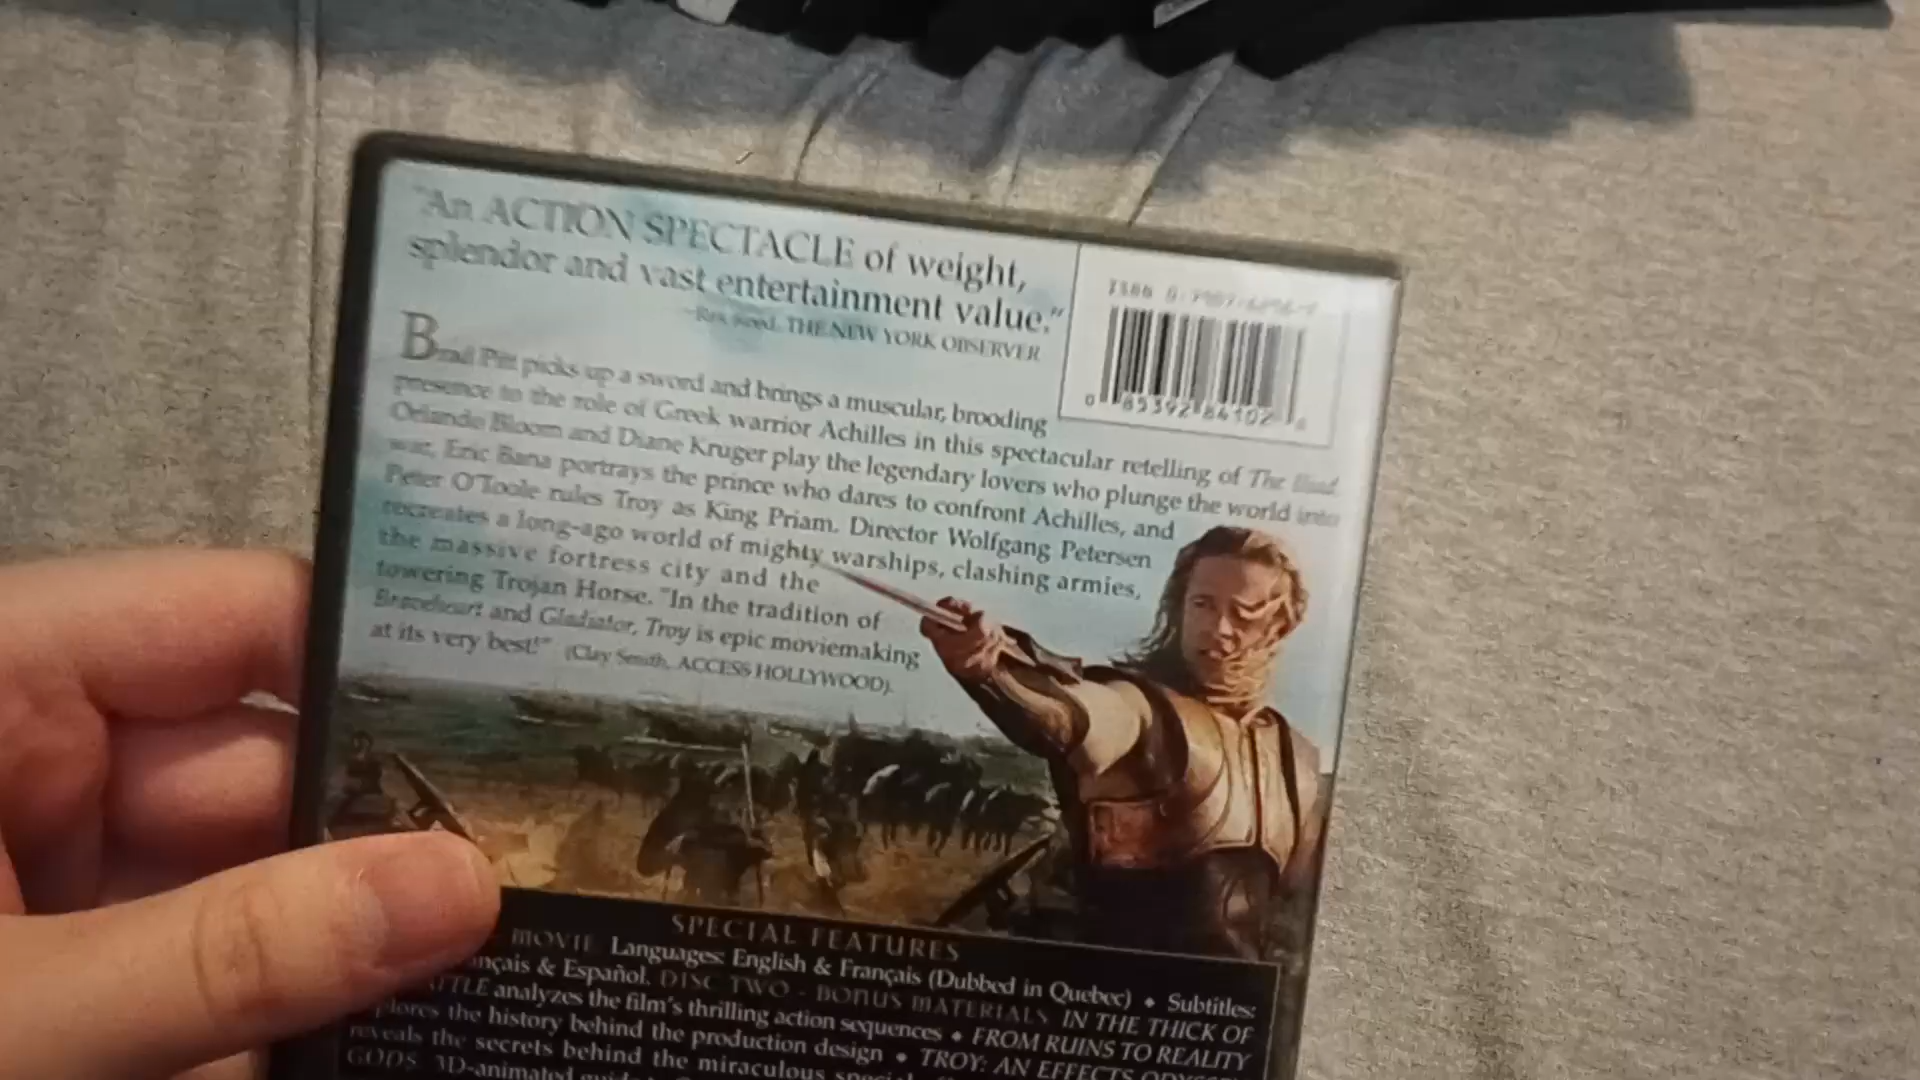 "An ACTION SPECTACLE of weight,
splendor and vast entertainment value."
THE NEW YORK OBSERVER
Brad Pitt picks up a sword and brings a muscular, brooding
presence to the role of Greek warrior Achilles in this spectacular retelling of The Iliad.
Orlando Bloom and Diane Kruger play the legendary lovers who plunge the world into
war, Eric Bana portrays the prince who dares to confront Achilles, and
Peter O'Toole rules Troy as King Priam. Director Wolfgang Petersen
recreates a long-ago world of mighty warships, clashing armies,
the massive fortress city and the
towering Trojan Horse. "In the tradition of
Braveheart and Gladiator, Troy is epic moviemaking
at its very best!" (Clay Smith, ACCESS HOLLYWOOD).
ISBN
0 85392 84102
SPECIAL FEATURES
MOVIE Languages: English & Français (Dubbed in Quebec) ♦ Subtitles:
& Español. DISC TWO - BONUS MATERIALS IN THE THICK OF
analyzes the film's thrilling action sequences ♦ FROM RUINS TO REALITY
the history behind the production design ♦ TROY: AN EFFECTS
reveals the secrets behind the miraculous
GODS 3D-animated